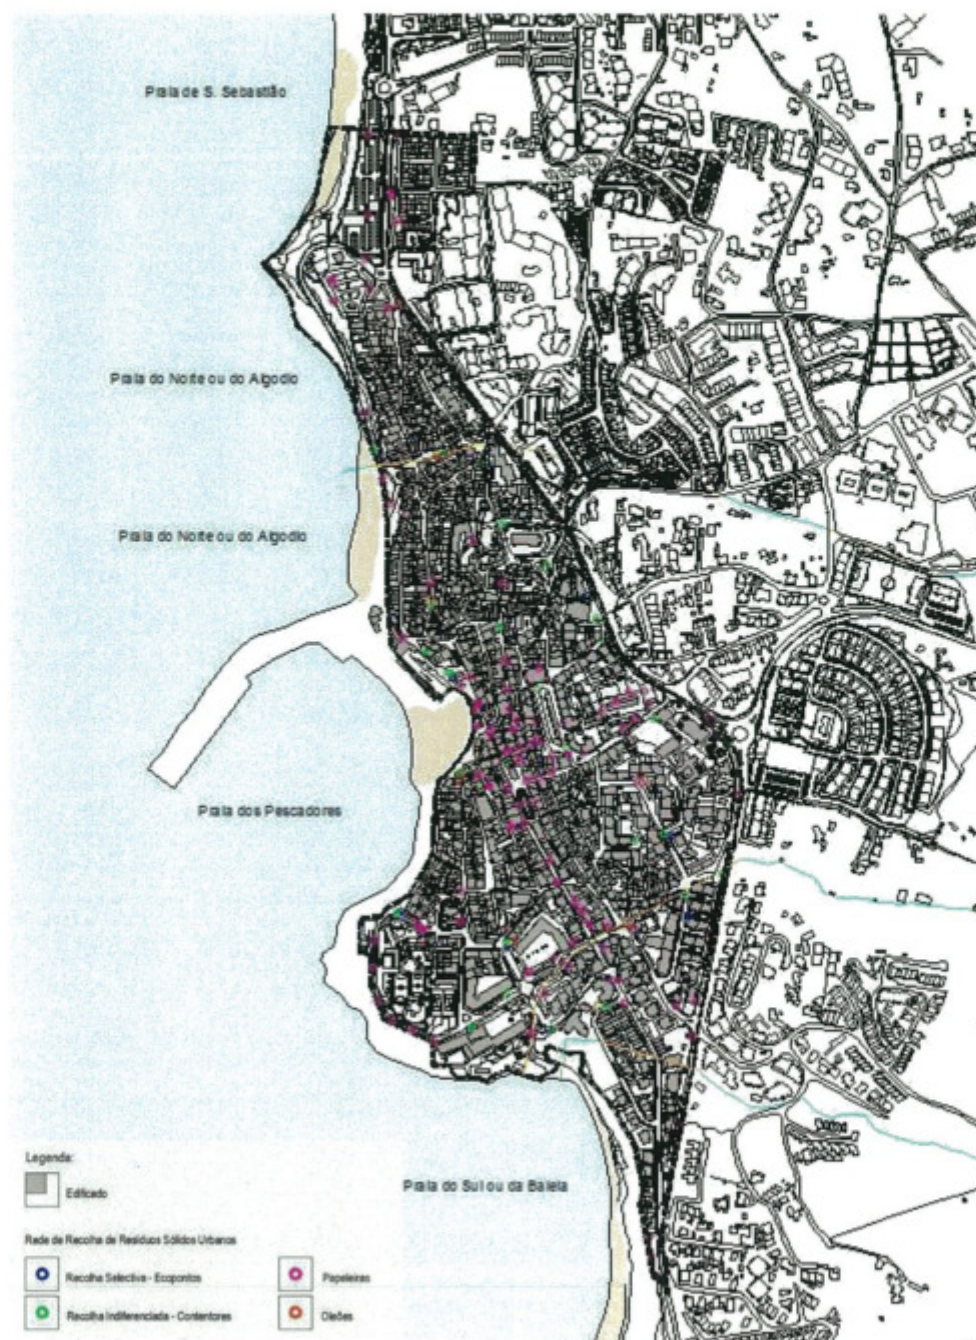 Praia de S. Sebastião
Praia do Norte ou do Algodio
Praia do Norte ou do Algodio
Praia dos Pescadores
Praia do Sul ou da Baleia
Legenda:
Edificado
Rede de Recolha de Resíduos Sólidos Urbanos
Recolha Selectiva - Ecopontos
Papeleiras
Recolha Indiferenciada - Contentores
Oleões